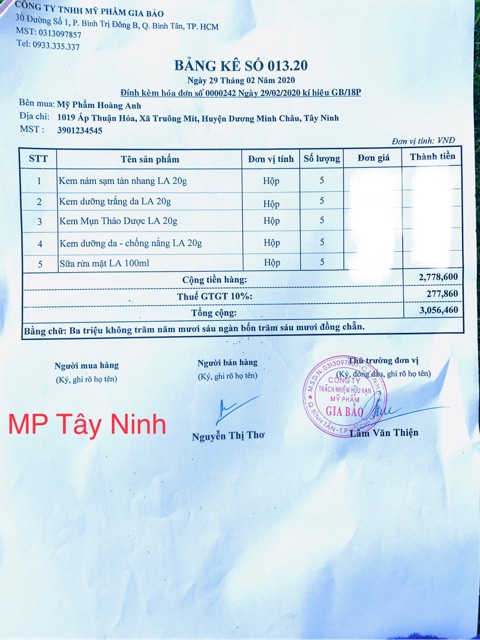 CÔNG TY TNHH MỸ PHẨM GIA BẢO
30 Đường Số 1, P. Bình Trị Đông B, Q. Bình Tân, TP. HCM
MST: 0313097857
Tel: 0933.335.337
BẢNG KÊ SỐ 013.20
Ngày 29 Tháng 02 Năm 2020
Đính kèm hóa đơn số 0000242 Ngày 29/02/2020 kí hiệu GB/18P
Bên mua: Mỹ Phẩm Hoàng Anh
Địa chỉ: 1019 Ấp Thuận Hóa, Xã Truông Mít, Huyện Dương Minh Châu, Tây Ninh
MST : 3901234545
Đơn vị tính: VNĐ
STT Tên sản phẩm Đơn vị tính Số lượng Đơn giá Thành tiền
1 Kem nám sạm tàn nhang LA 20g Hộp 5
2 Kem dưỡng trắng da LA 20g Hộp 5
3 Kem Mụn Thảo Dược LA 20g Hộp 5
4 Kem dưỡng da - chống nắng LA 20g Hộp 5
5 Sữa rửa mặt LA 100ml Hộp 5
Cộng tiền hàng: 2,778,600
Thuế GTGT 10%: 277,860
Tổng cộng: 3,056,460
Bằng chữ: Ba triệu không trăm năm mươi sáu ngàn bốn trăm sáu mươi đồng chẵn.
Người mua hàng Người bán hàng Thủ trưởng đơn vị
(Ký, ghi rõ họ tên) (Ký, ghi rõ họ tên) (Ký, đóng dấu, ghi rõ họ tên)
CÔNG TY
TRÁCH NHIỆM HỮU HẠN
MỸ PHẨM
GIA BẢO
MP Tây Ninh
Nguyễn Thị Thơ Lâm Văn Thiện